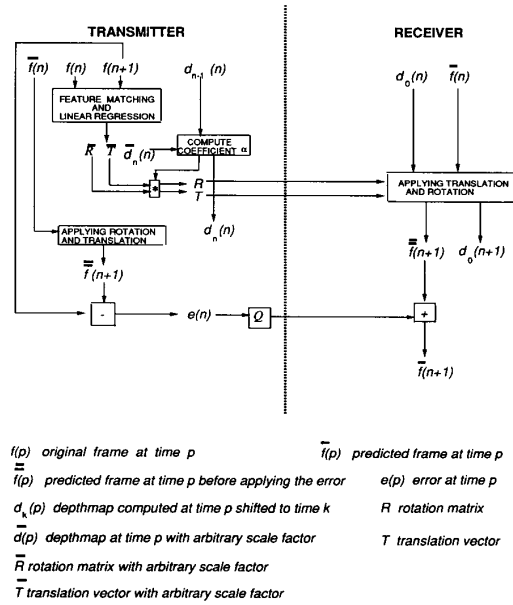 TRANSMITTER
RECEIVER
f̅(n) f(n) f(n+1) d_{n-1}(n)
d_0(n) f̅(n)
FEATURE MATCHING
AND
LINEAR REGRESSION
COMPUTE
COEFFICIENT α
R̅ T̅ d̅_n(n)
* R
T
APPLYING TRANSLATION
AND ROTATION
d_n(n)
APPLYING ROTATION
AND TRANSLATION
f̿(n+1)
f̿(n+1) d_0(n+1)
- e(n) Q +
f̅(n+1)
f(p) original frame at time p
f̅(p) predicted frame at time p
f̿(p) predicted frame at time p before applying the error
e(p) error at time p
d_k(p) depthmap computed at time p shifted to time k
R rotation matrix
d̅(p) depthmap at time p with arbitrary scale factor
T translation vector
R̅ rotation matrix with arbitrary scale factor
T̅ translation vector with arbitrary scale factor